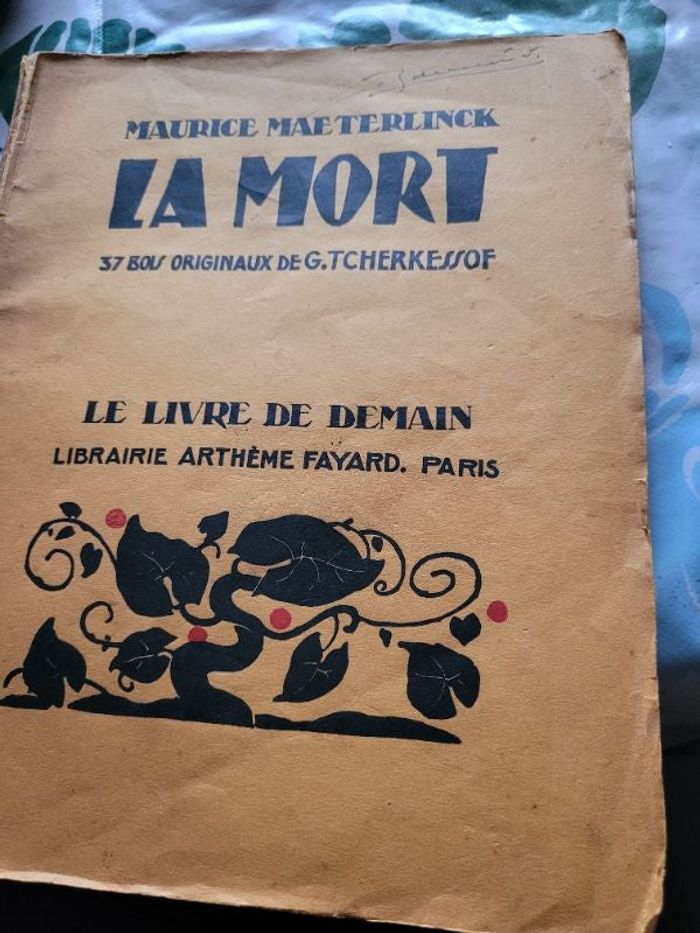 MAURICE MAETERLINCK
LA MORT
37 BOIS ORIGINAUX DE G. TCHERKESSOF
LE LIVRE DE DEMAIN
LIBRAIRIE ARTHÈME FAYARD. PARIS